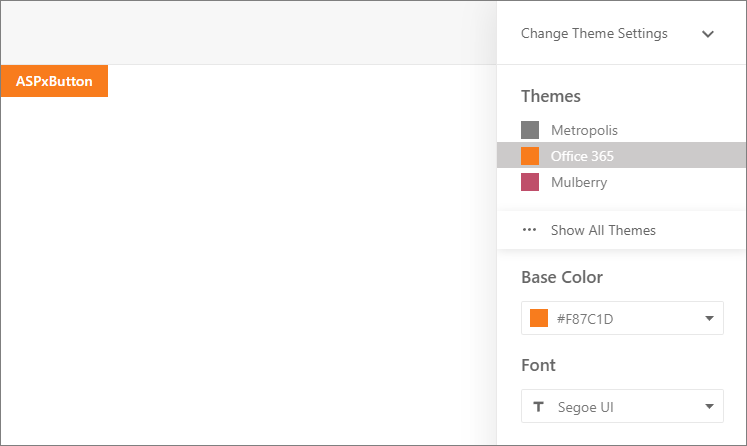 Change Theme Settings
ASPxButton
Themes
Metropolis
Office 365
Mulberry
Show All Themes
Base Color
#F87C1D
Font
Segoe UI